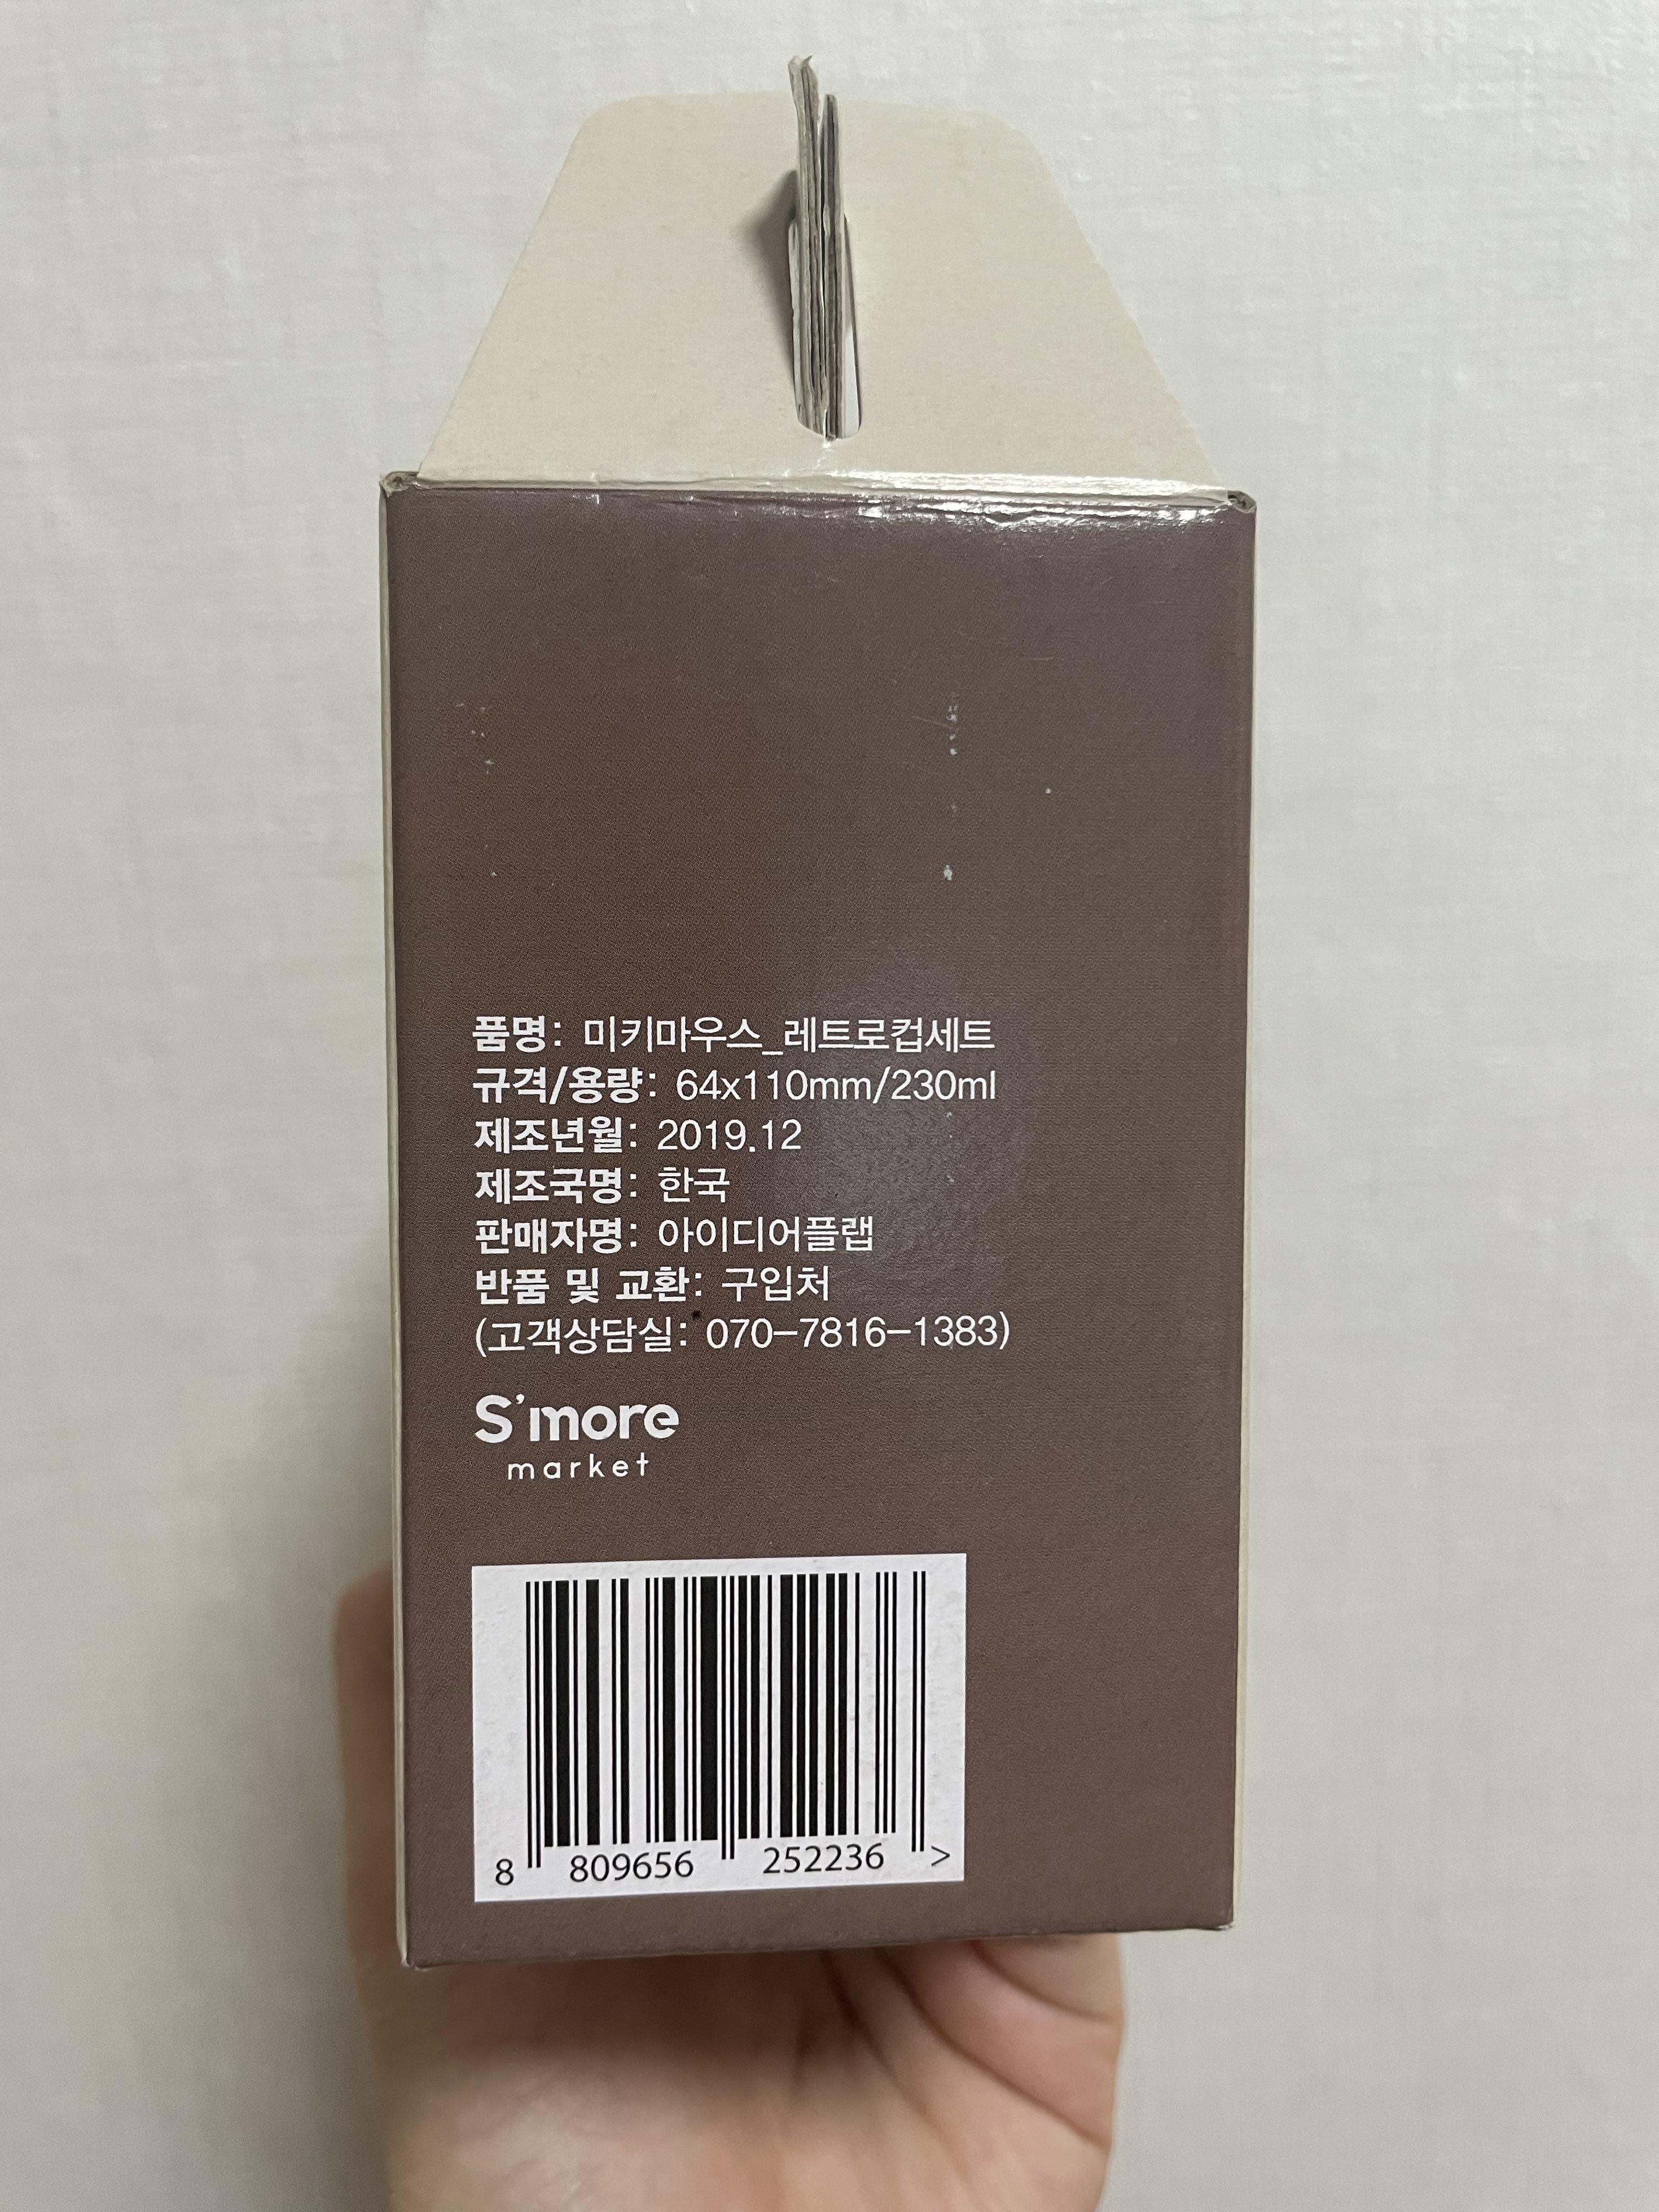 품명: 미키마우스_레트로컵세트
규격/용량: 64x110mm/230ml
제조년월: 2019.12
제조국명: 한국
판매자명: 아이디어플랩
반품 및 교환: 구입처
(고객상담실: 070-7816-1383)
S'more
market
8 809656 252236 >